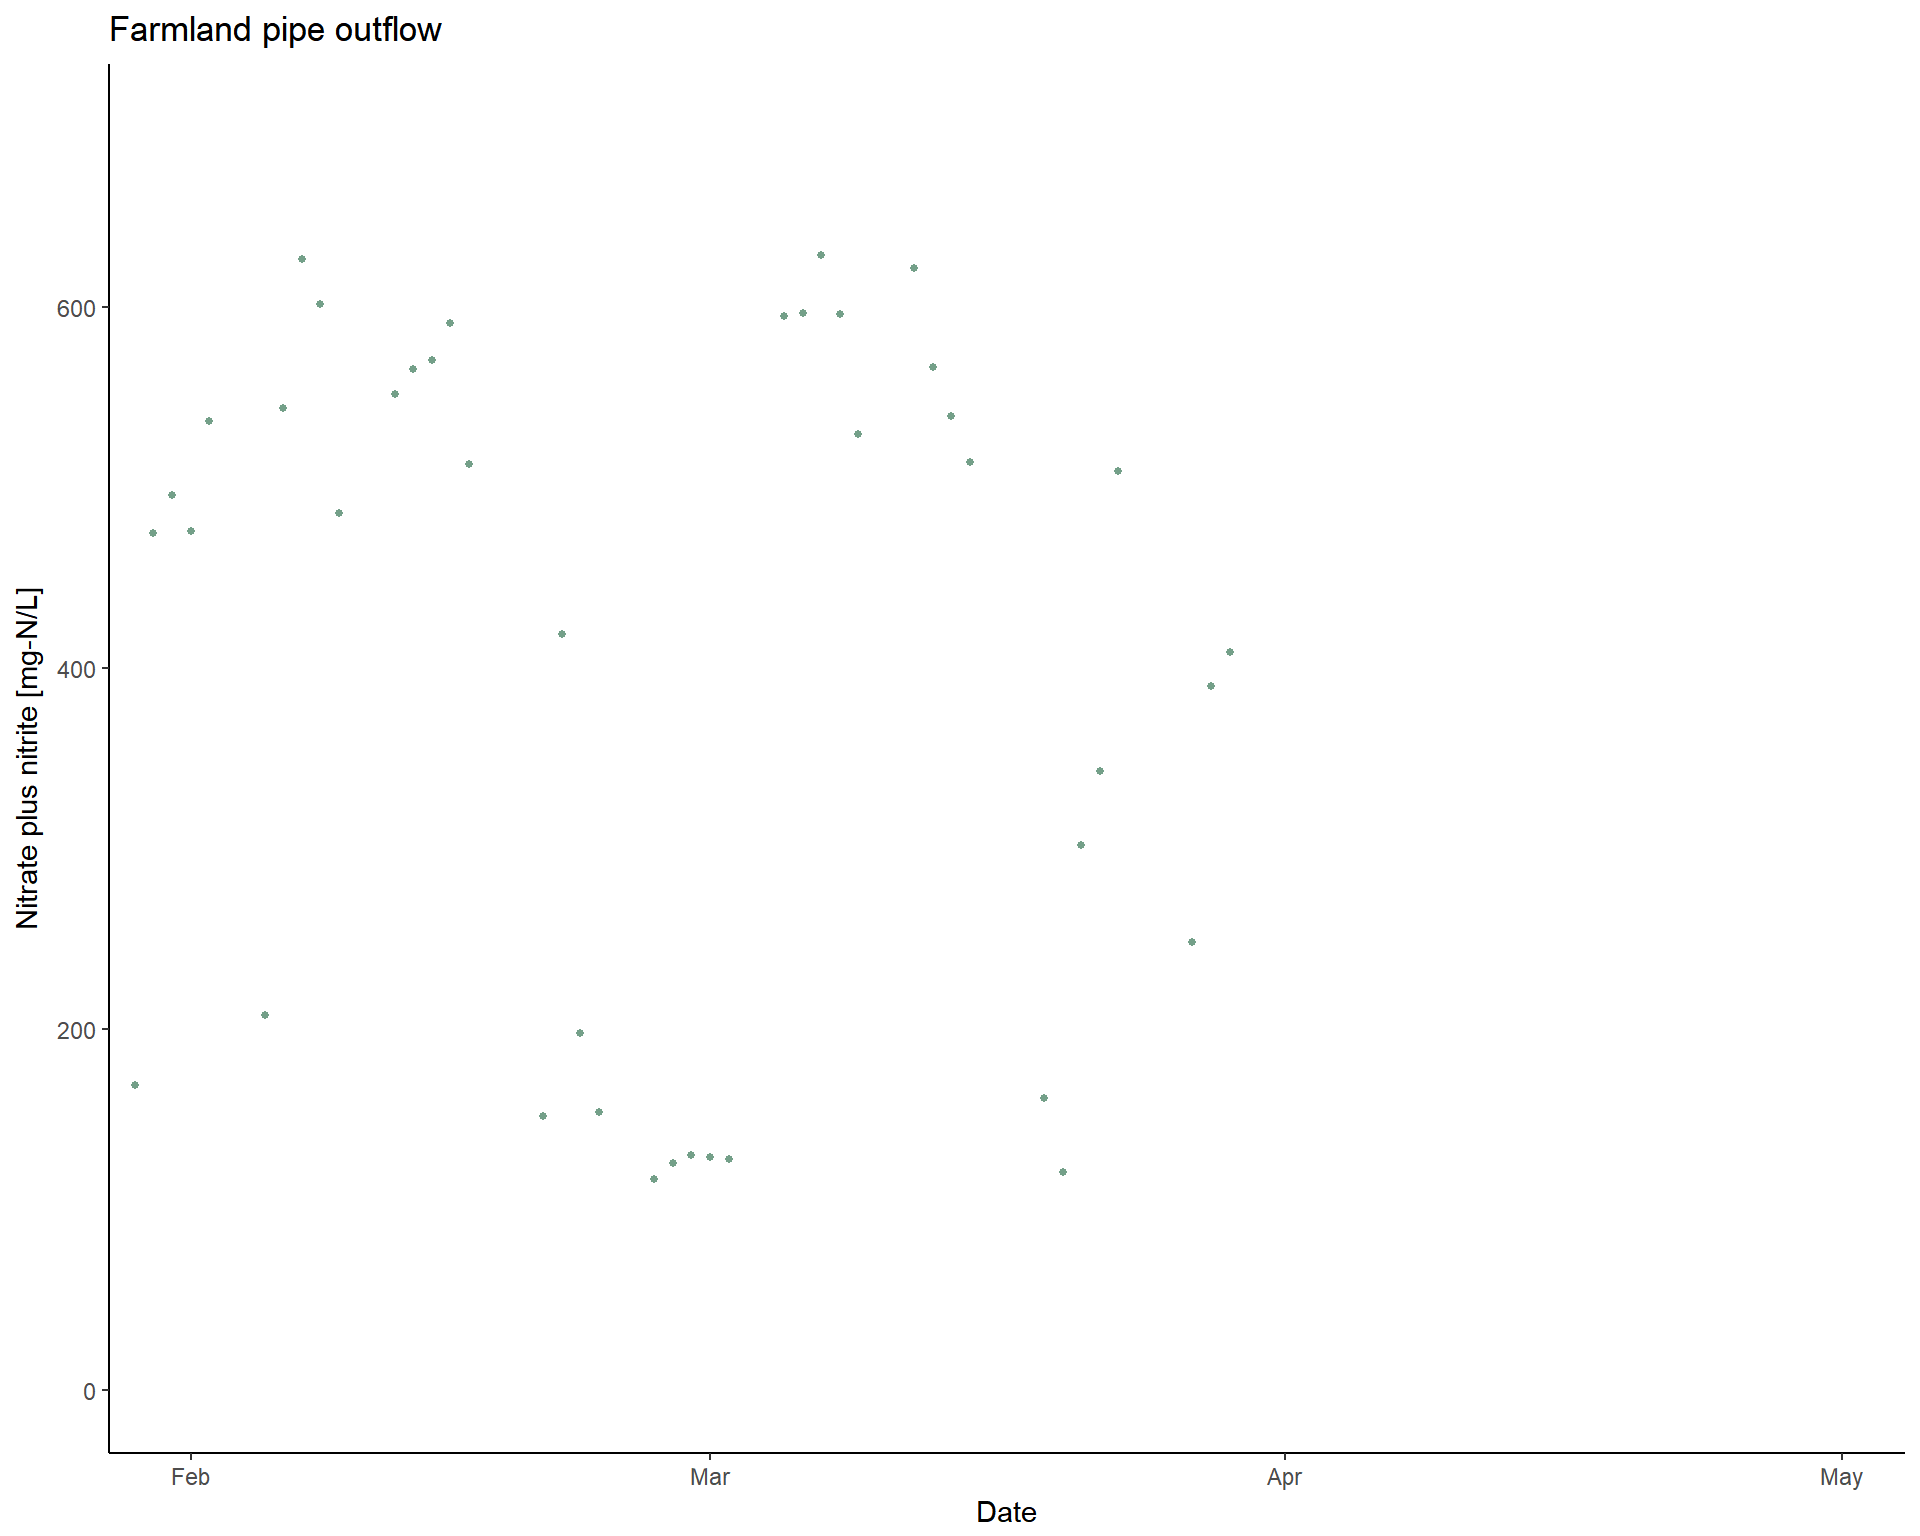 Farmland pipe outflow
Nitrate plus nitrite [mg-N/L]
600
400
200
0
Feb
Mar
Apr
May
Date